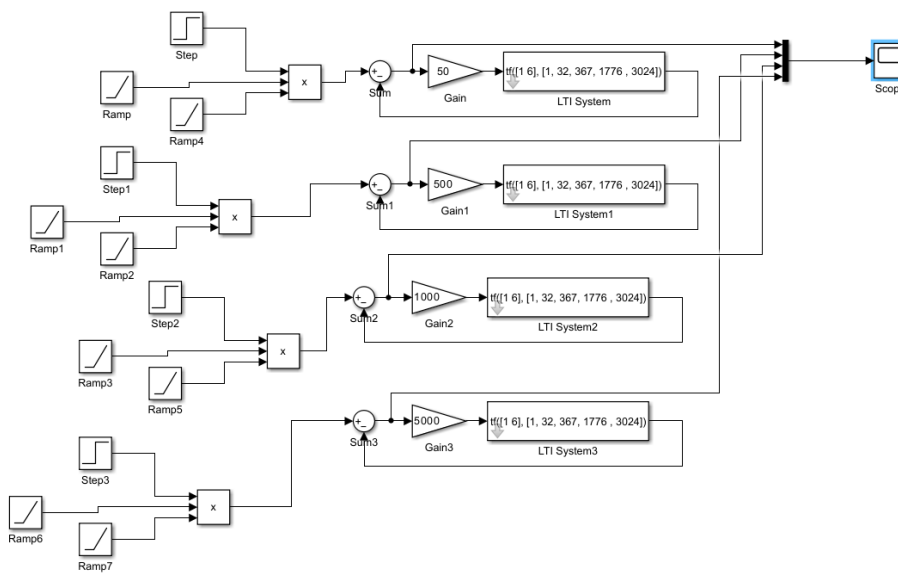 Step
Ramp
Ramp4
x
Sum
+
-
50
Gain
tf([1 6], [1, 32, 367, 1776 , 3024])
LTI System
Scop
Step1
Ramp1
Ramp2
x
Sum1
+
-
500
Gain1
tf([1 6], [1, 32, 367, 1776 , 3024])
LTI System1
Step2
Ramp3
Ramp5
x
Sum2
+
-
1000
Gain2
tf([1 6], [1, 32, 367, 1776 , 3024])
LTI System2
Step3
Ramp6
Ramp7
x
Sum3
+
-
5000
Gain3
tf([1 6], [1, 32, 367, 1776 , 3024])
LTI System3